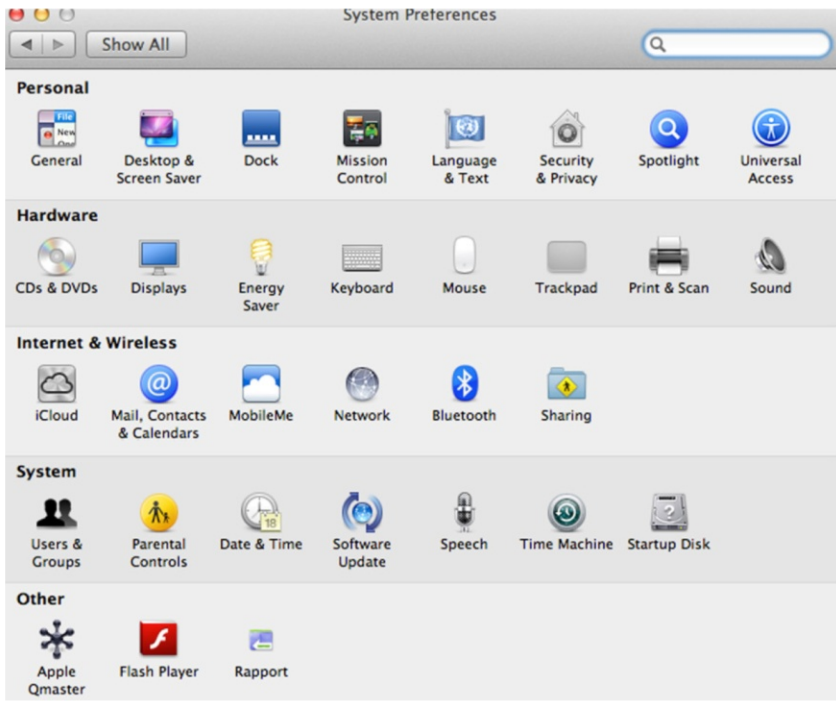 System Preferences
Show All
Personal
General
Desktop &
Screen Saver
Dock
Mission
Control
Language
& Text
Security
& Privacy
Spotlight
Universal
Access
Hardware
CDs & DVDs
Displays
Energy
Saver
Keyboard
Mouse
Trackpad
Print & Scan
Sound
Internet & Wireless
iCloud
Mail, Contacts
& Calendars
MobileMe
Network
Bluetooth
Sharing
System
Users &
Groups
Parental
Controls
18
Date & Time
Software
Update
Speech
Time Machine
Startup Disk
Other
Apple
Qmaster
Flash Player
Rapport
File
New